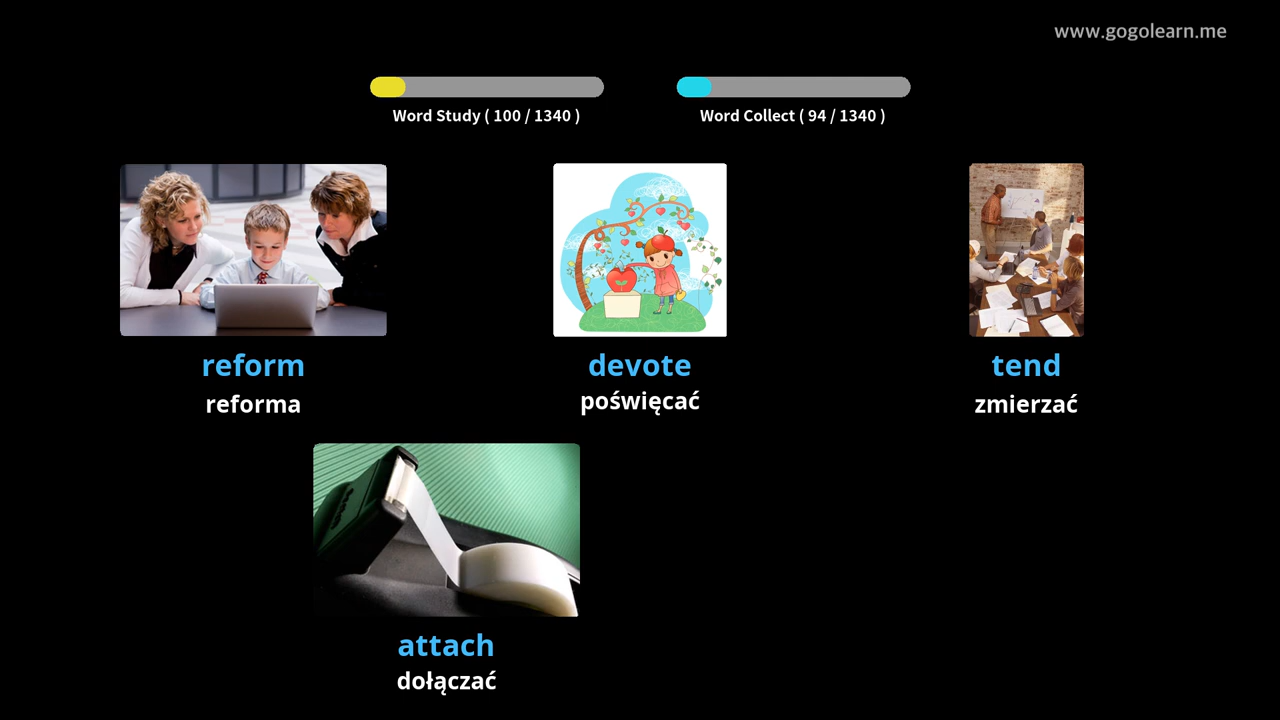 www.gogolearn.me
Word Study ( 100 / 1340 )
Word Collect ( 94 / 1340 )
reform
reforma
devote
poświęcać
tend
zmierzać
attach
dołączać